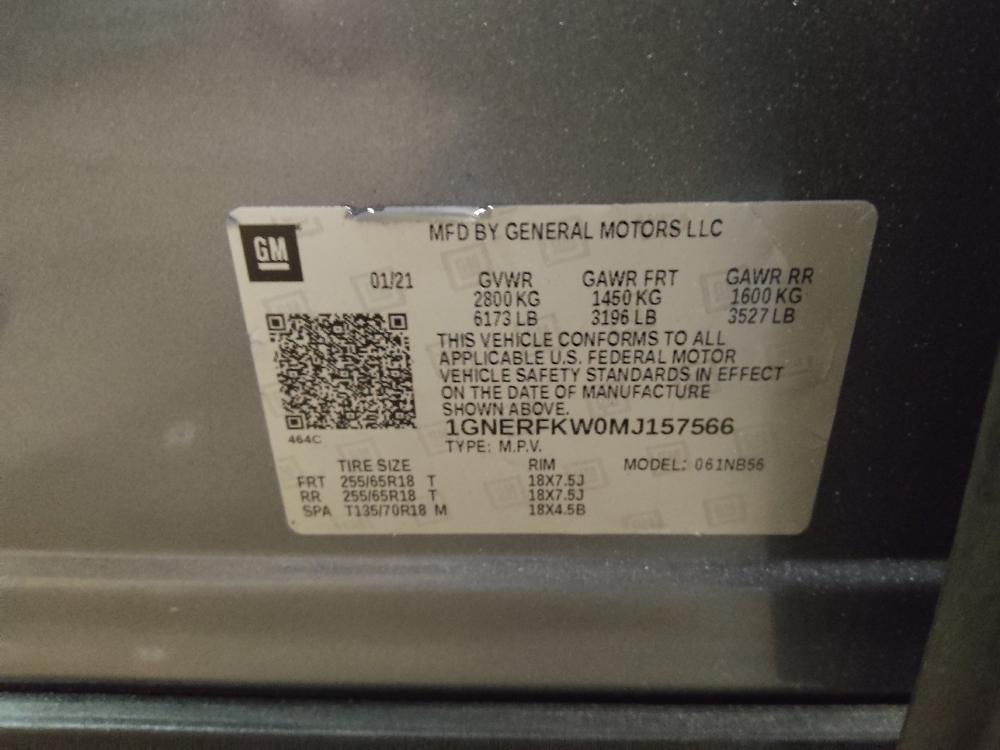 GM
MFD BY GENERAL MOTORS LLC
01/21 GVWR GAWR FRT GAWR RR
2800 KG 1450 KG 1600 KG
6173 LB 3196 LB 3527 LB
THIS VEHICLE CONFORMS TO ALL
APPLICABLE U.S. FEDERAL MOTOR
VEHICLE SAFETY STANDARDS IN EFFECT
ON THE DATE OF MANUFACTURE
SHOWN ABOVE.
464C
1GNERFKW0MJ157566
TYPE: M.P.V.
TIRE SIZE RIM MODEL: 061NB56
FRT 255/65R18 T 18X7.5J
RR 255/65R18 T 18X7.5J
SPA T135/70R18 M 18X4.5B